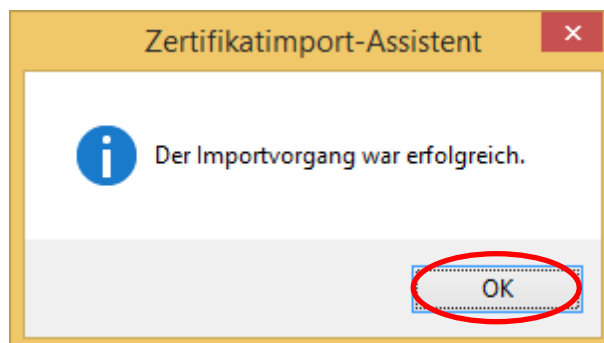 Zertifikatimport-Assistent
Der Importvorgang war erfolgreich.
OK